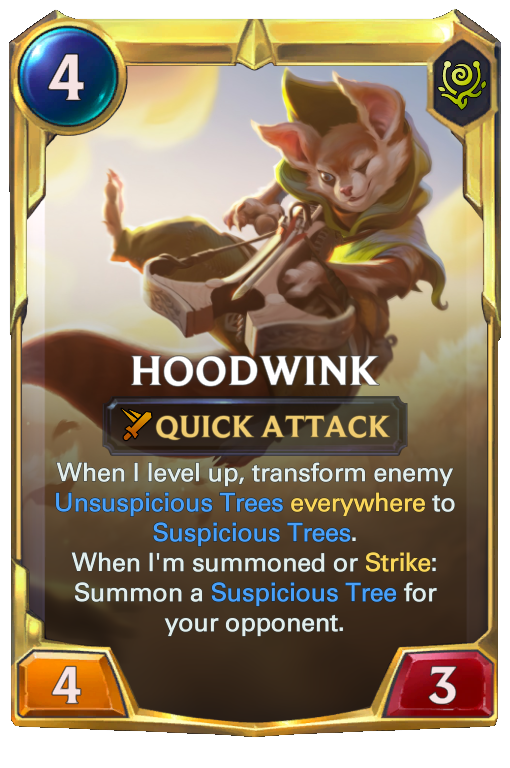 4
HOODWINK
QUICK ATTACK
When I level up, transform enemy
Unsuspicious Trees everywhere to
Suspicious Trees.
When I'm summoned or Strike:
Summon a Suspicious Tree for
your opponent.
4
3